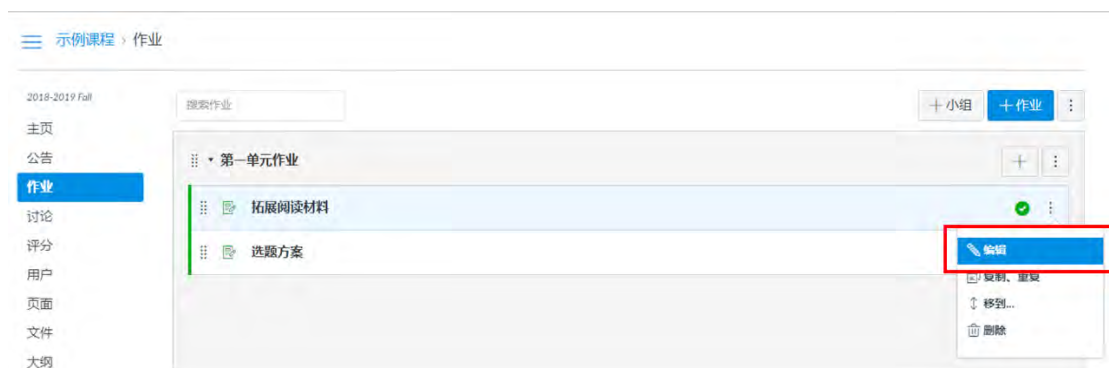 示例课程 › 作业
2018-2019 Fall
搜索作业
+小组
+作业
主页
公告
第一单元作业
作业
拓展阅读材料
讨论
评分
选题方案
编辑
用户
复制、重复
页面
移到...
文件
删除
大纲